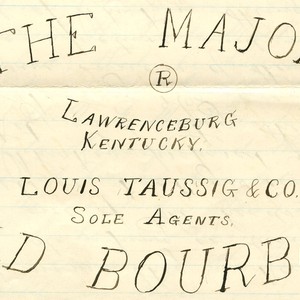 THE MAJO
R
LAWRENCEBURG
KENTUCKY.
LOUIS TAUSSIG & CO.
SOLE AGENTS.
D BOURB